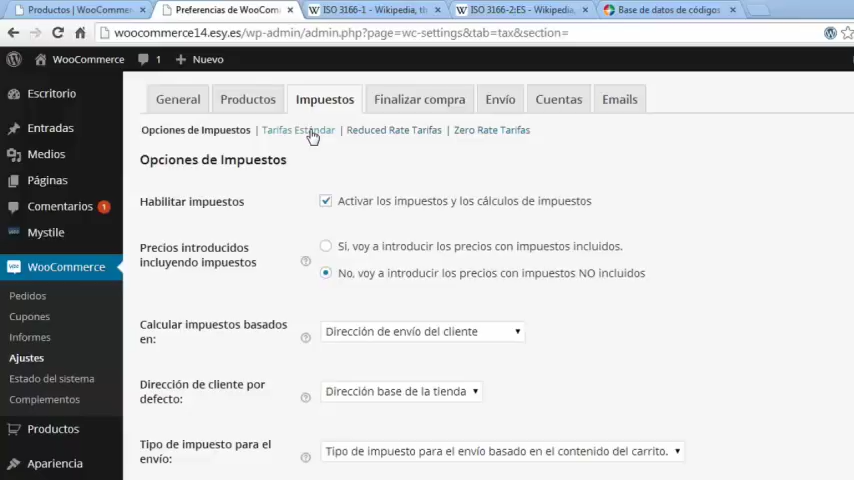 Productos | WooCommerc ×
Preferencias de WooComm ×
W ISO 3166-1 - Wikipedia, th ×
W ISO 3166-2:ES - Wikipedia, ×
Base de datos de códigos ×
woocommerce14.esy.es/wp-admin/admin.php?page=wc-settings&tab=tax&section=
WooCommerce 1 + Nuevo
Escritorio
Entradas
Medios
Páginas
Comentarios 1
Mystile
WooCommerce
Pedidos
Cupones
Informes
Ajustes
Estado del sistema
Complementos
Productos
Apariencia
General Productos Impuestos Finalizar compra Envío Cuentas Emails
Opciones de Impuestos | Tarifas Estándar | Reduced Rate Tarifas | Zero Rate Tarifas
Opciones de Impuestos
Habilitar impuestos
Activar los impuestos y los cálculos de impuestos
Precios introducidos
incluyendo impuestos
Si, voy a introducir los precios con impuestos incluidos.
No, voy a introducir los precios con impuestos NO incluidos
Calcular impuestos basados
en:
Dirección de envío del cliente
Dirección de cliente por
defecto:
Dirección base de la tienda
Tipo de impuesto para el
envío:
Tipo de impuesto para el envío basado en el contenido del carrito.